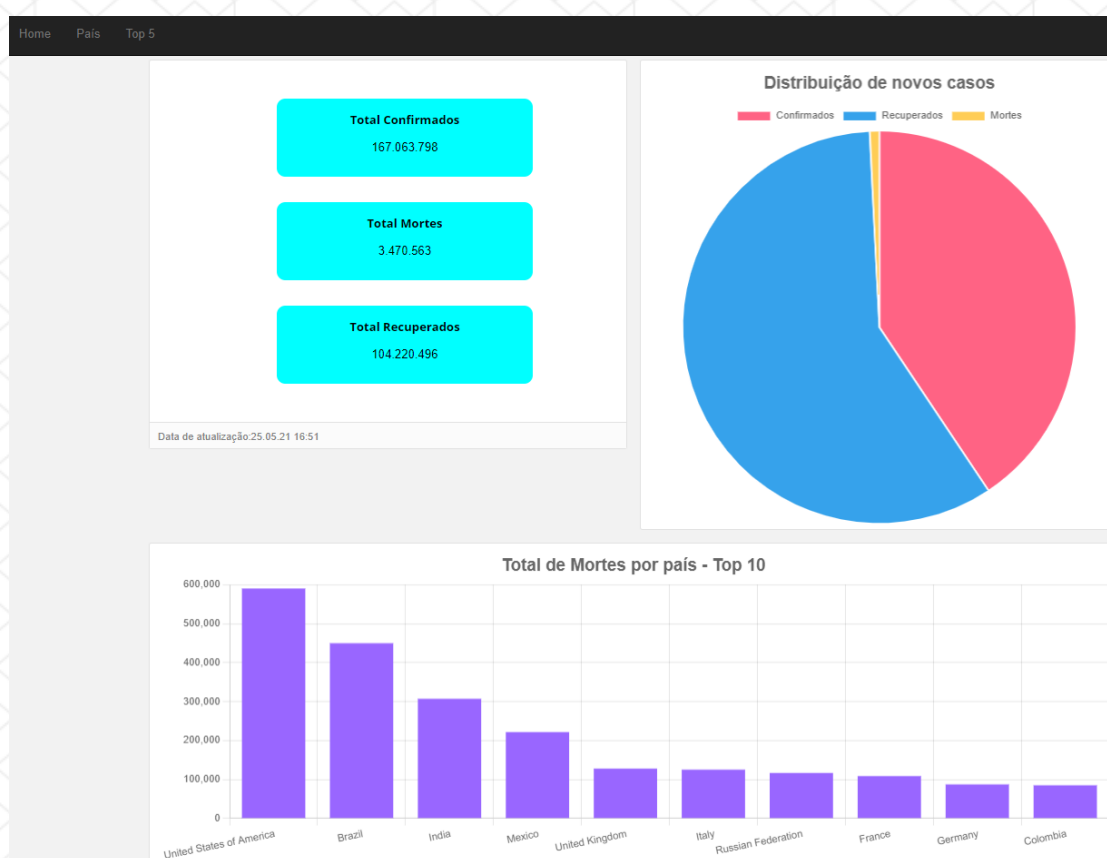 Home País Top 5
Total Confirmados
167.063.798
Total Mortes
3.470.563
Total Recuperados
104.220.496
Data de atualização:25.05.21 16:51
Distribuição de novos casos
Confirmados Recuperados Mortes
Total de Mortes por país - Top 10
600,000
500,000
400,000
300,000
200,000
100,000
0
United States of America Brazil India Mexico United Kingdom Italy Russian Federation France Germany Colombia